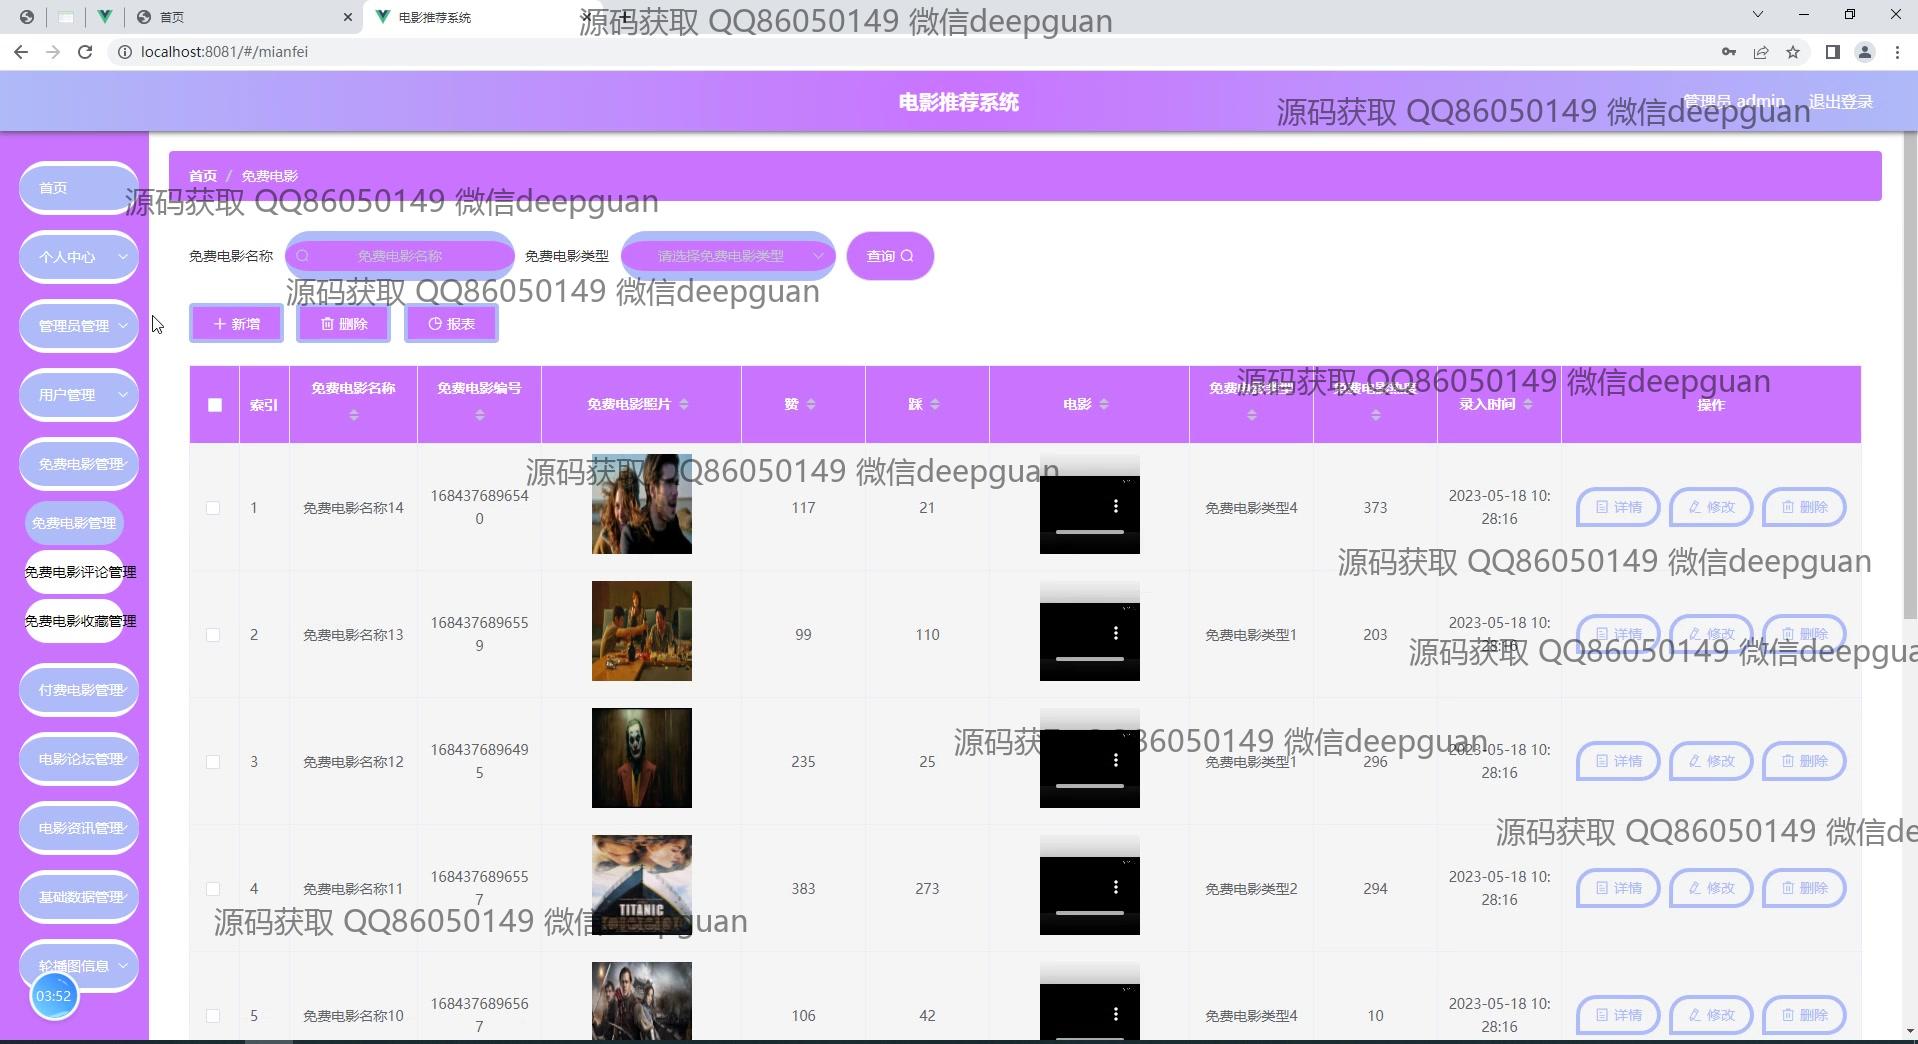 首页
电影推荐系统
源码获取 QQ86050149 微信deepguan
localhost:8081/#/mianfei
电影推荐系统
管理员 admin
退出登录
源码获取 QQ86050149 微信deepguan
首页
个人中心
管理员管理
用户管理
免费电影管理
免费电影管理
免费电影评论管理
免费电影收藏管理
付费电影管理
电影论坛管理
电影资讯管理
基础数据管理
轮播图信息
03:52
首页 / 免费电影
源码获取 QQ86050149 微信deepguan
免费电影名称 免费电影名称 免费电影类型 请选择免费电影类型 查询
源码获取 QQ86050149 微信deepguan
新增 删除 报表
源码获取 QQ86050149 微信deepguan
索引 免费电影名称 免费电影编号 免费电影照片 赞 踩 电影 录入时间 操作
源码获取 QQ86050149 微信deepguan
1 免费电影名称14 1684376896540 117 21 免费电影类型4 373 2023-05-18 10:28:16 详情 修改 删除
源码获取 QQ86050149 微信deepguan
2 免费电影名称13 1684376896559 99 110 免费电影类型1 203 2023-05-18 10:28:16 详情 修改 删除
源码获取 QQ86050149 微信deepgua
源码获取 QQ86050149 微信deepguan
3 免费电影名称12 1684376896495 235 25 免费电影类型1 296 2023-05-18 10:28:16 详情 修改 删除
源码获取 QQ86050149 微信de
4 免费电影名称11 1684376896557 TITANIC 383 273 免费电影类型2 294 2023-05-18 10:28:16 详情 修改 删除
源码获取 QQ86050149 微信deepguan
5 免费电影名称10 1684376896567 106 42 免费电影类型4 10 2023-05-18 10:28:16 详情 修改 删除